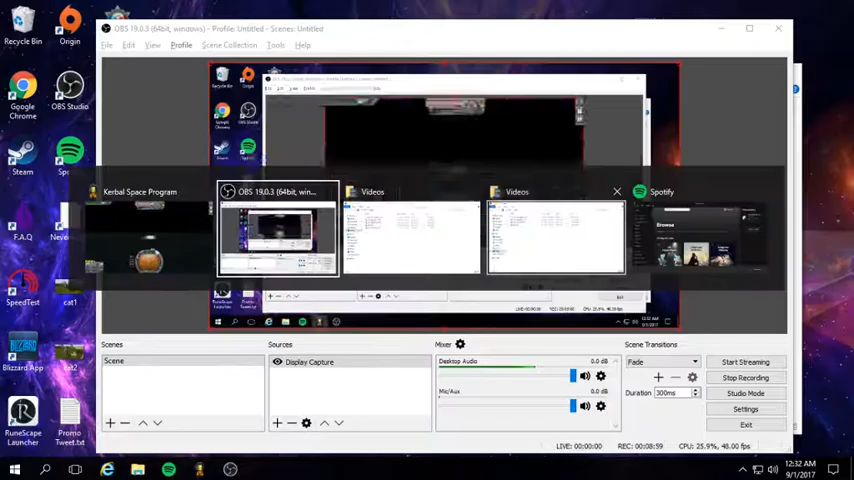 Recycle Bin
Origin
Google Chrome
OBS Studio
Steam
Spotify
F.A.Q
SpeedTest
cat1
Blizzard App
cat2
RuneScape Launcher
Promo Tweet.txt
OBS 19.0.3 (64bit, windows) - Profile: Untitled - Scenes: Untitled
File Edit View Profile Scene Collection Tools Help
Kerbal Space Program
OBS 19.0.3 (64bit, win...
Videos
Videos
Spotify
Browse
Scenes
Scene
Sources
Display Capture
Mixer
Desktop Audio
0.0 dB
Mic/Aux
0.0 dB
Scene Transitions
Fade
Duration 300ms
Start Streaming
Stop Recording
Studio Mode
Settings
Exit
LIVE: 00:00:00
REC: 00:08:59
CPU: 25.9%, 48.00 fps
12:32 AM
9/1/2017